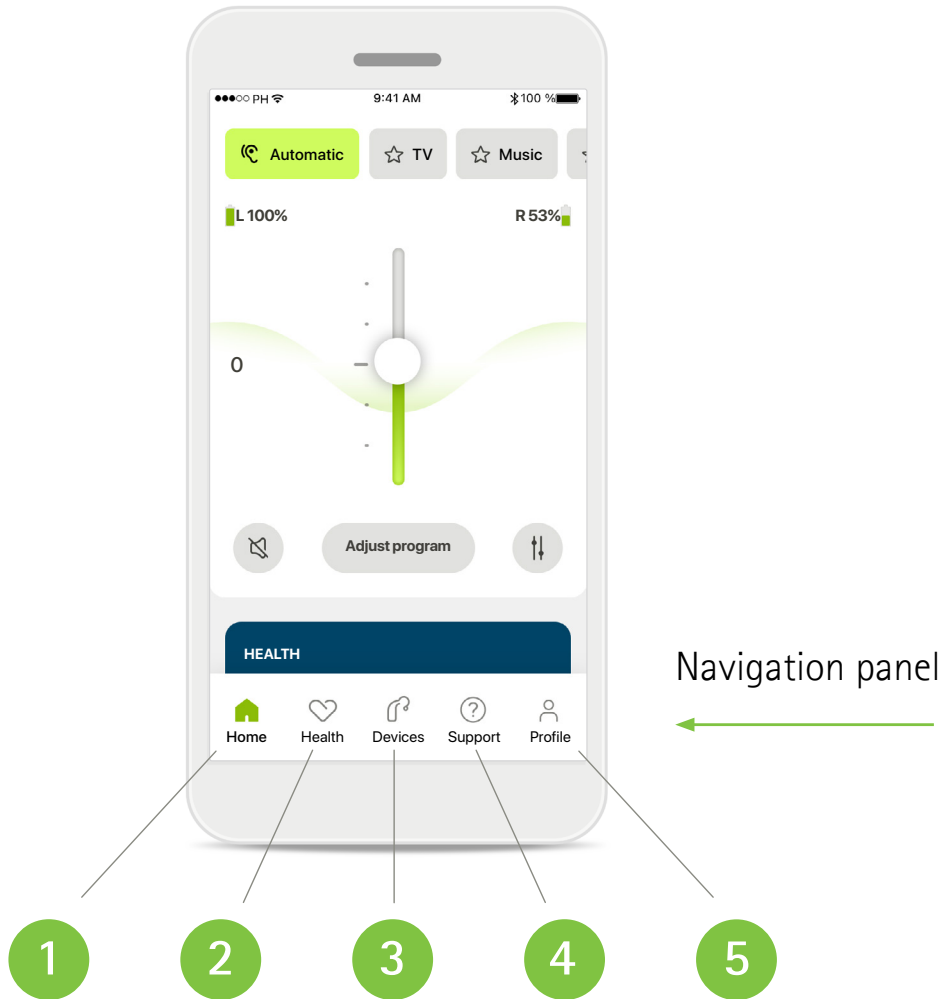 PH 9:41 AM 100 %
Automatic TV Music
L 100% R 53%
0
Adjust program
HEALTH
Navigation panel
Home Health Devices Support Profile
1 2 3 4 5